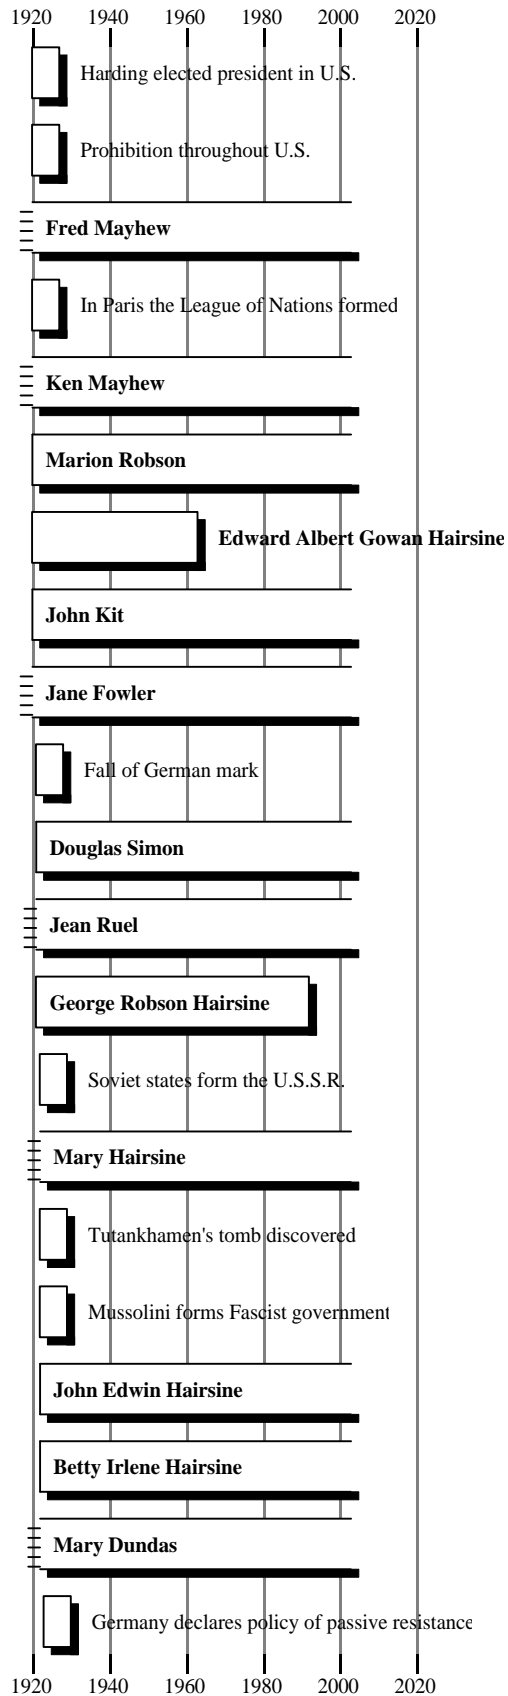 1920 1940 1960 1980 2000 2020
Harding elected president in U.S.
Prohibition throughout U.S.
Fred Mayhew
In Paris the League of Nations formed
Ken Mayhew
Marion Robson
Edward Albert Gowan Hairsine
John Kit
Jane Fowler
Fall of German mark
Douglas Simon
Jean Ruel
George Robson Hairsine
Soviet states form the U.S.S.R.
Mary Hairsine
Tutankhamen's tomb discovered
Mussolini forms Fascist government
John Edwin Hairsine
Betty Irlene Hairsine
Mary Dundas
Germany declares policy of passive resistance
1920 1940 1960 1980 2000 2020